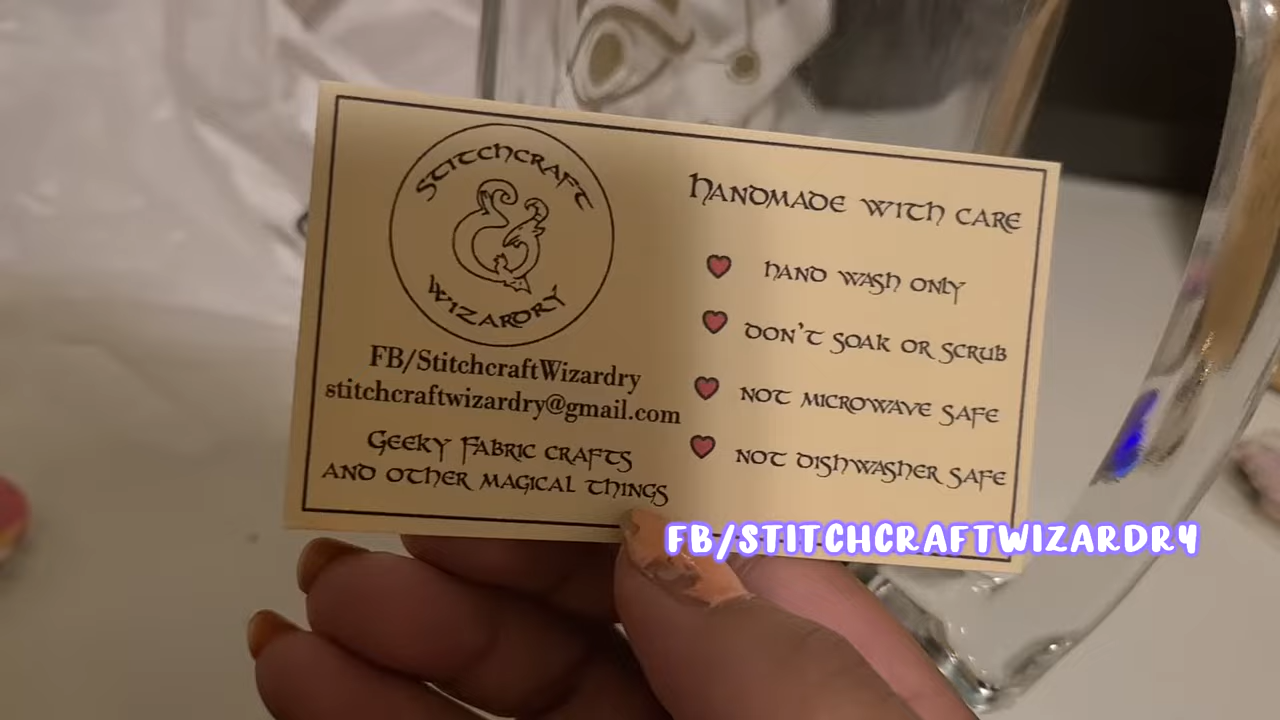 STITCHCRAFT
&
WIZARDRY
FB/StitchcraftWizardry
stitchcraftwizardry@gmail.com
GEEKY FABRIC CRAFTS
AND OTHER MAGICAL THINGS
HANDMADE WITH CARE
HAND WASH ONLY
DON'T SOAK OR SCRUB
NOT MICROWAVE SAFE
NOT DISHWASHER SAFE
FB/STITCHCRAFTWIZARDRY